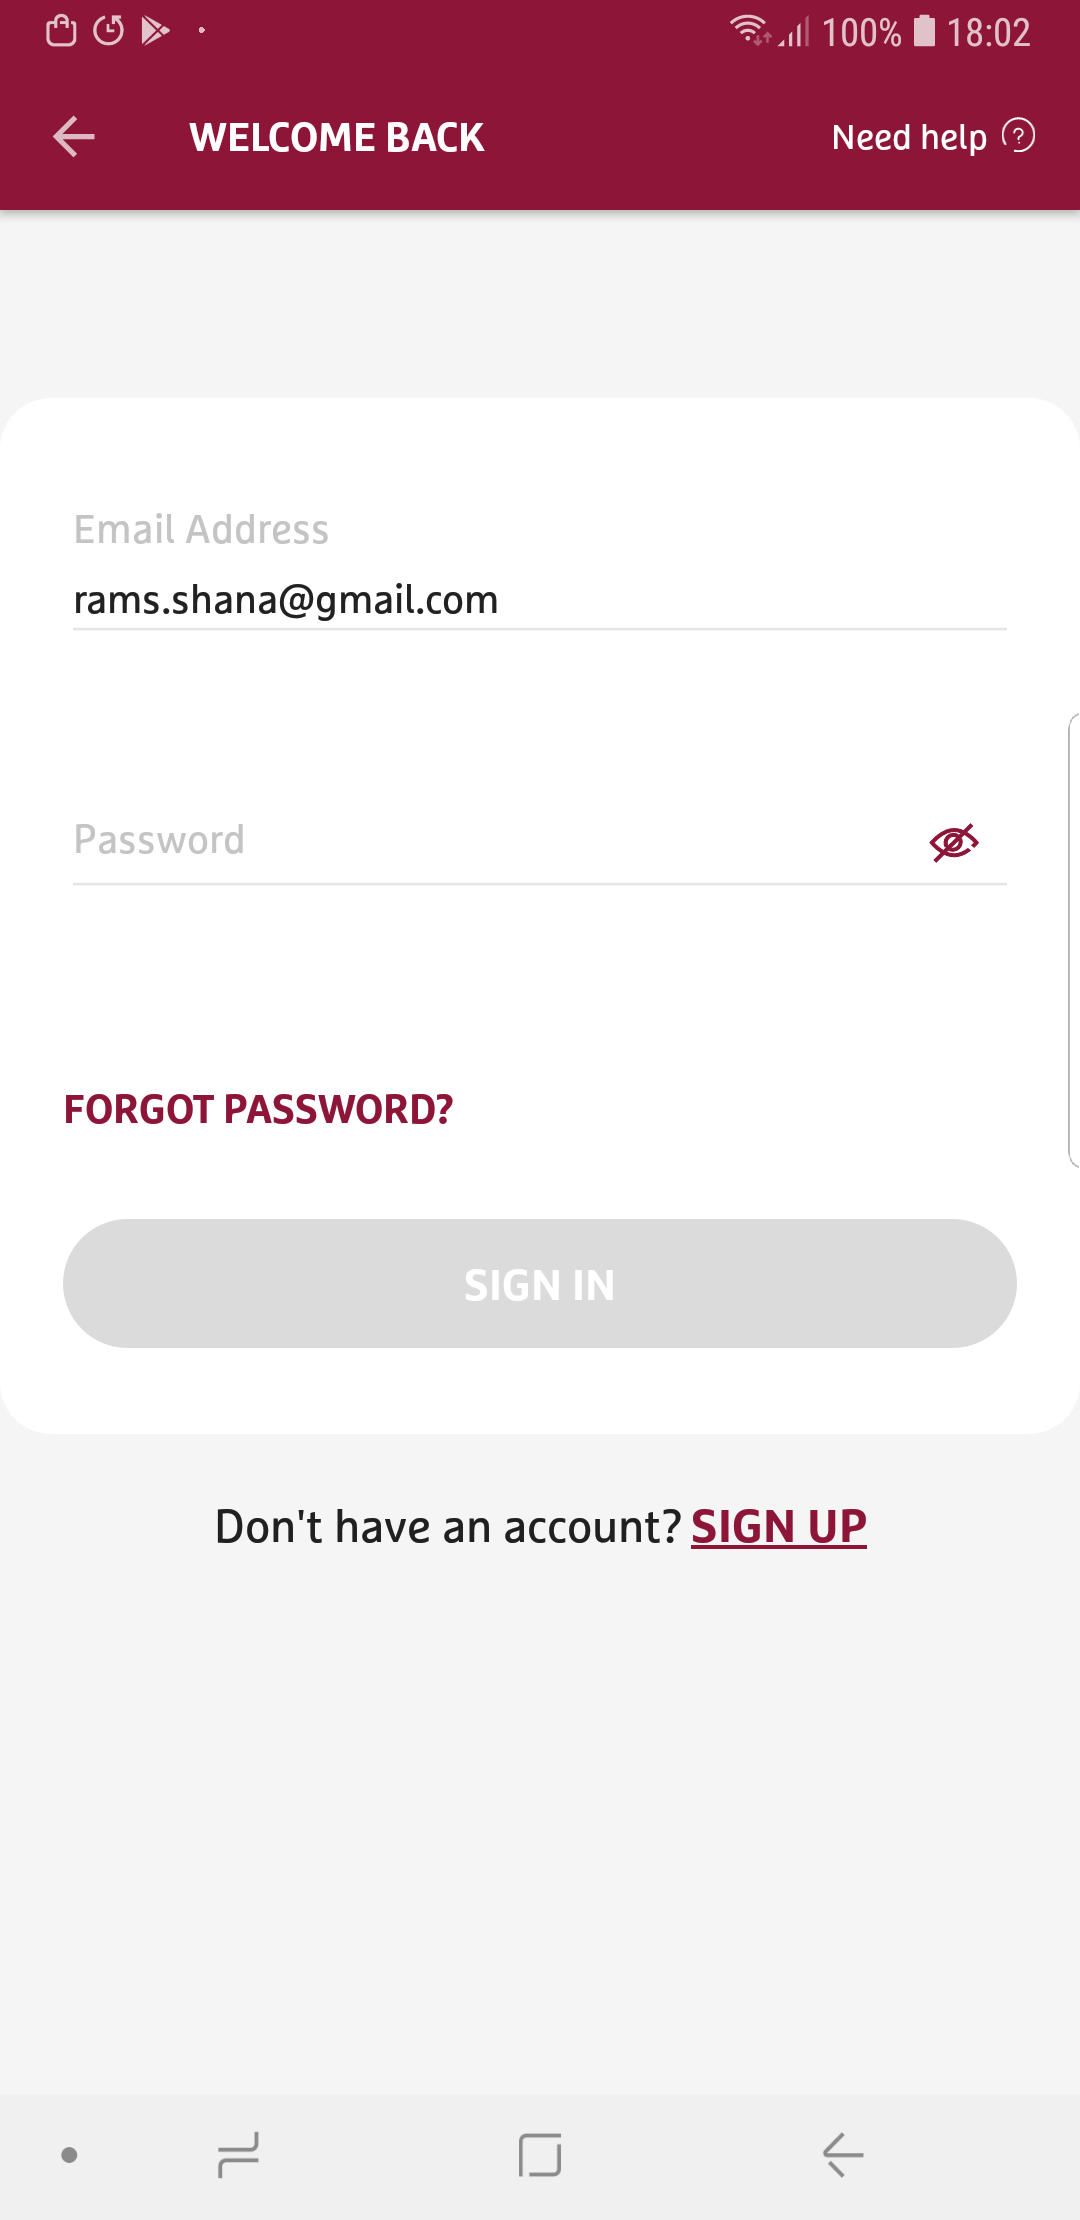 100% 18:02
WELCOME BACK
Need help ?
Email Address
rams.shana@gmail.com
Password
FORGOT PASSWORD?
SIGN IN
Don't have an account? SIGN UP